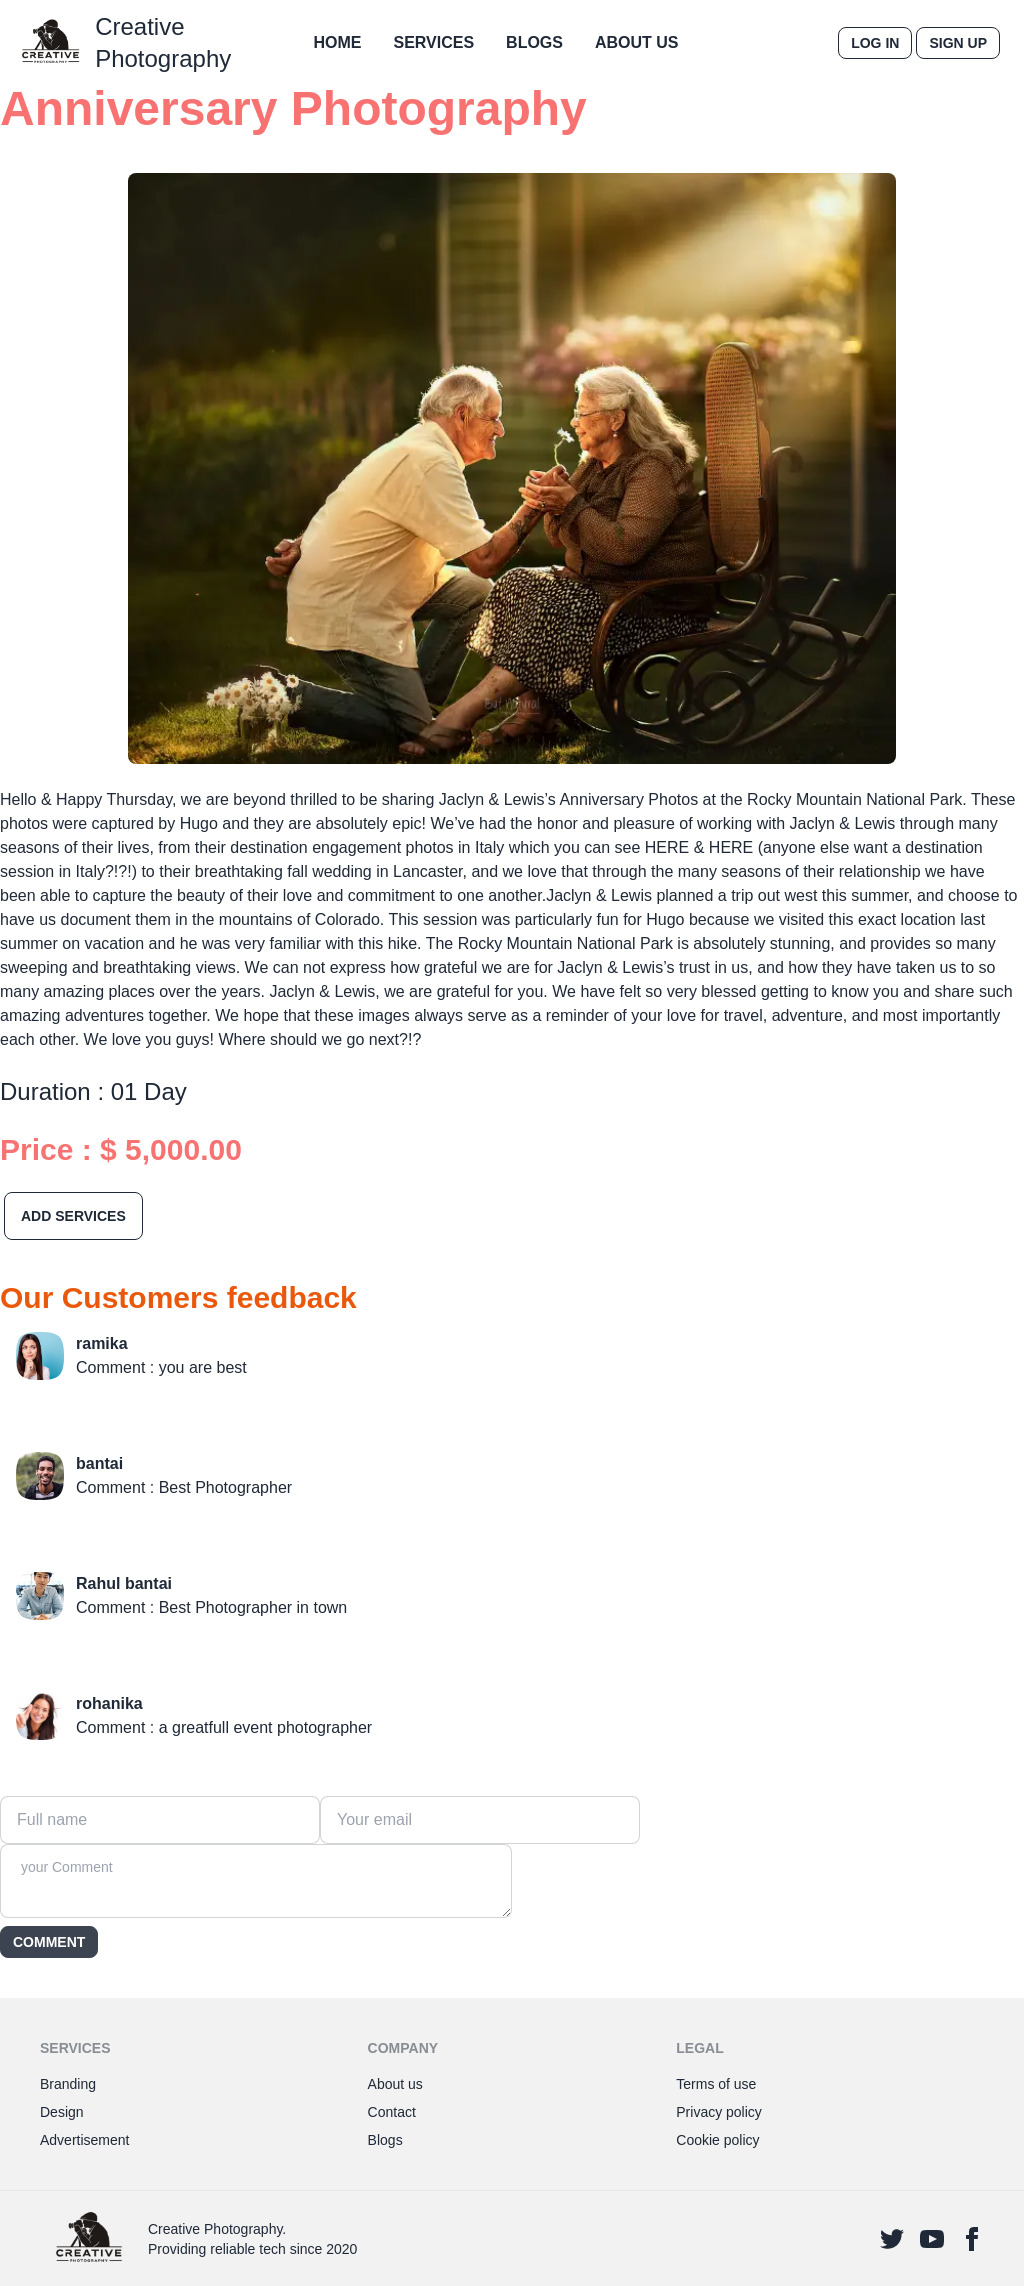 CREATIVE
PHOTOGRAPHY
Creative
Photography
HOME
SERVICES
BLOGS
ABOUT US
LOG IN
SIGN UP
Anniversary Photography
But Natural
Hello & Happy Thursday, we are beyond thrilled to be sharing Jaclyn & Lewis’s Anniversary Photos at the Rocky Mountain National Park. These
photos were captured by Hugo and they are absolutely epic! We’ve had the honor and pleasure of working with Jaclyn & Lewis through many
seasons of their lives, from their destination engagement photos in Italy which you can see HERE & HERE (anyone else want a destination
session in Italy?!?!) to their breathtaking fall wedding in Lancaster, and we love that through the many seasons of their relationship we have
been able to capture the beauty of their love and commitment to one another.Jaclyn & Lewis planned a trip out west this summer, and choose to
have us document them in the mountains of Colorado. This session was particularly fun for Hugo because we visited this exact location last
summer on vacation and he was very familiar with this hike. The Rocky Mountain National Park is absolutely stunning, and provides so many
sweeping and breathtaking views. We can not express how grateful we are for Jaclyn & Lewis’s trust in us, and how they have taken us to so
many amazing places over the years. Jaclyn & Lewis, we are grateful for you. We have felt so very blessed getting to know you and share such
amazing adventures together. We hope that these images always serve as a reminder of your love for travel, adventure, and most importantly
each other. We love you guys! Where should we go next?!?
Duration : 01 Day
Price : $ 5,000.00
ADD SERVICES
Our Customers feedback
ramika
Comment : you are best
bantai
Comment : Best Photographer
Rahul bantai
Comment : Best Photographer in town
rohanika
Comment : a greatfull event photographer
Full name
Your email
your Comment
COMMENT
SERVICES
Branding
Design
Advertisement
COMPANY
About us
Contact
Blogs
LEGAL
Terms of use
Privacy policy
Cookie policy
CREATIVE
PHOTOGRAPHY
Creative Photography.
Providing reliable tech since 2020